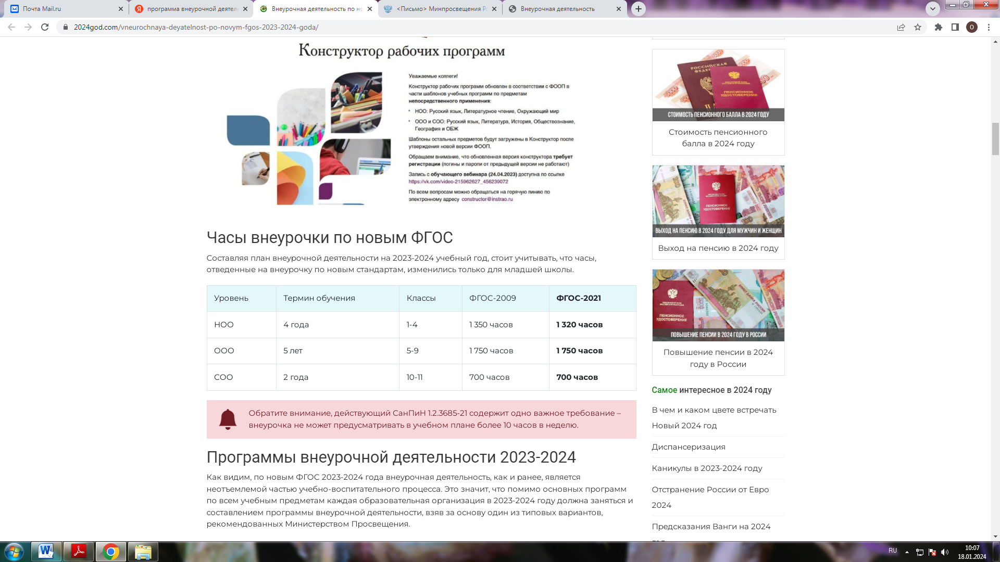 Почта Mail.ru
программа внеурочной деятель
Внеурочная деятельность по но
<Письмо> Минпросвещения Р
Внеурочная деятельность
2024god.com/vneurochnaya-deyatelnost-po-novym-fgos-2023-2024-goda/
О
Конструктор рабочих программ
Уважаемые коллеги!
Конструктор рабочих программ обновлен в соответствии с ФООП в
части шаблонов учебных программ по предметам
непосредственного применения:
• НОО: Русский язык, Литературное чтение, Окружающий мир
• ООО и СОО: Русский язык, Литература, История, Обществознание,
География и ОБЖ
Шаблоны остальных предметов будут загружены в Конструктор после
утверждения новой версии ФООП.
Обращаем внимание, что обновленная версия конструктора требует
регистрации (логины и пароли от предыдущей версии не работают)
Запись с обучающего вебинара (24.04.2023) доступна по ссылке
https://vk.com/video-215962627_456239072
По всем вопросам можно обращаться на горячую линию по
электронному адресу constructor@instrao.ru
Часы внеурочки по новым ФГОС
Составляя план внеурочной деятельности на 2023-2024 учебный год, стоит учитывать, что часы,
отведенные на внеурочку по новым стандартам, изменились только для младшей школы.
Уровень Термин обучения Классы ФГОС-2009 ФГОС-2021
НОО 4 года 1-4 1 350 часов 1 320 часов
ООО 5 лет 5-9 1 750 часов 1 750 часов
СОО 2 года 10-11 700 часов 700 часов
Обратите внимание, действующий СанПиН 1.2.3685-21 содержит одно важное требование –
внеурочка не может предусматривать в учебном плане более 10 часов в неделю.
Программы внеурочной деятельности 2023-2024
Как видим, по новым ФГОС 2023-2024 года внеурочная деятельность, как и ранее, является
неотъемлемой частью учебно-воспитательного процесса. Это значит, что помимо основных программ
по всем учебным предметам каждая образовательная организация в 2023-2024 году должна заняться и
составлением программы внеурочной деятельности, взяв за основу один из типовых вариантов,
рекомендованных Министерством Просвещения.
РОССИЙСКАЯ
ПЕНСИОННОЕ
УДОСТОВЕРЕНИЕ
СТОИМОСТЬ ПЕНСИОННОГО БАЛЛА В 2024 ГОДУ
Стоимость пенсионного
балла в 2024 году
ПЕНСИОННОЕ
УДОСТОВЕРЕНИЕ
ВЫХОД НА ПЕНСИЮ В 2024 ГОДУ ДЛЯ МУЖЧИН И ЖЕНЩИН
Выход на пенсию в 2024 году
ПЕНСИОННОЕ
УДОСТОВЕРЕНИЕ
ПОВЫШЕНИЕ ПЕНСИИ В 2024 ГОДУ В РОССИИ
Повышение пенсии в 2024
году в России
Самое интересное в 2024 году
В чем и каком цвете встречать
Новый 2024 год
Диспансеризация
Каникулы в 2023-2024 году
Отстранение России от Евро
2024
Предсказания Ванги на 2024
RU
10:07
18.01.2024